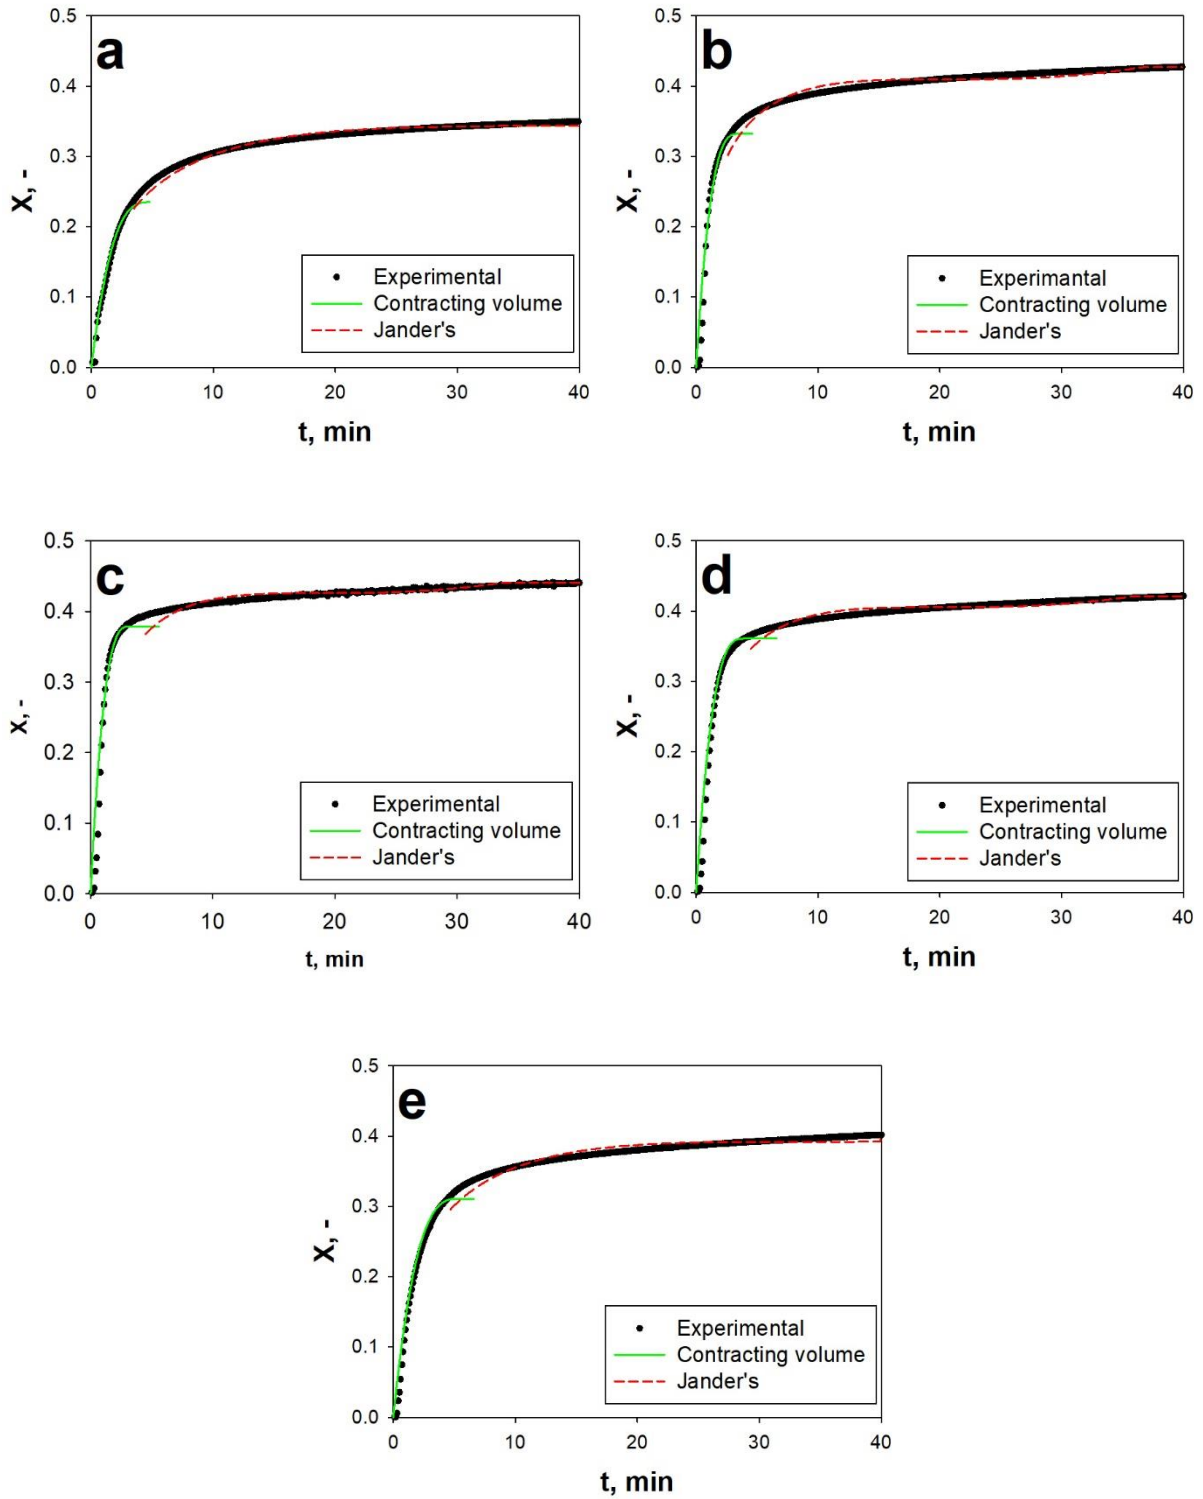 a
0.5
0.4
0.3
0.2
0.1
0.0
X, -
Experimental
Contracting volume
Jander's
0 10 20 30 40
t, min
b
0.5
0.4
0.3
0.2
0.1
0.0
X, -
Experimantal
Contracting volume
Jander's
0 10 20 30 40
t, min
c
0.5
0.4
0.3
0.2
0.1
0.0
X, -
Experimental
Contracting volume
Jander's
0 10 20 30 40
t, min
d
0.5
0.4
0.3
0.2
0.1
0.0
X, -
Experimental
Contracting volume
Jander's
0 10 20 30 40
t, min
e
0.5
0.4
0.3
0.2
0.1
0.0
X, -
Experimental
Contracting volume
Jander's
0 10 20 30 40
t, min